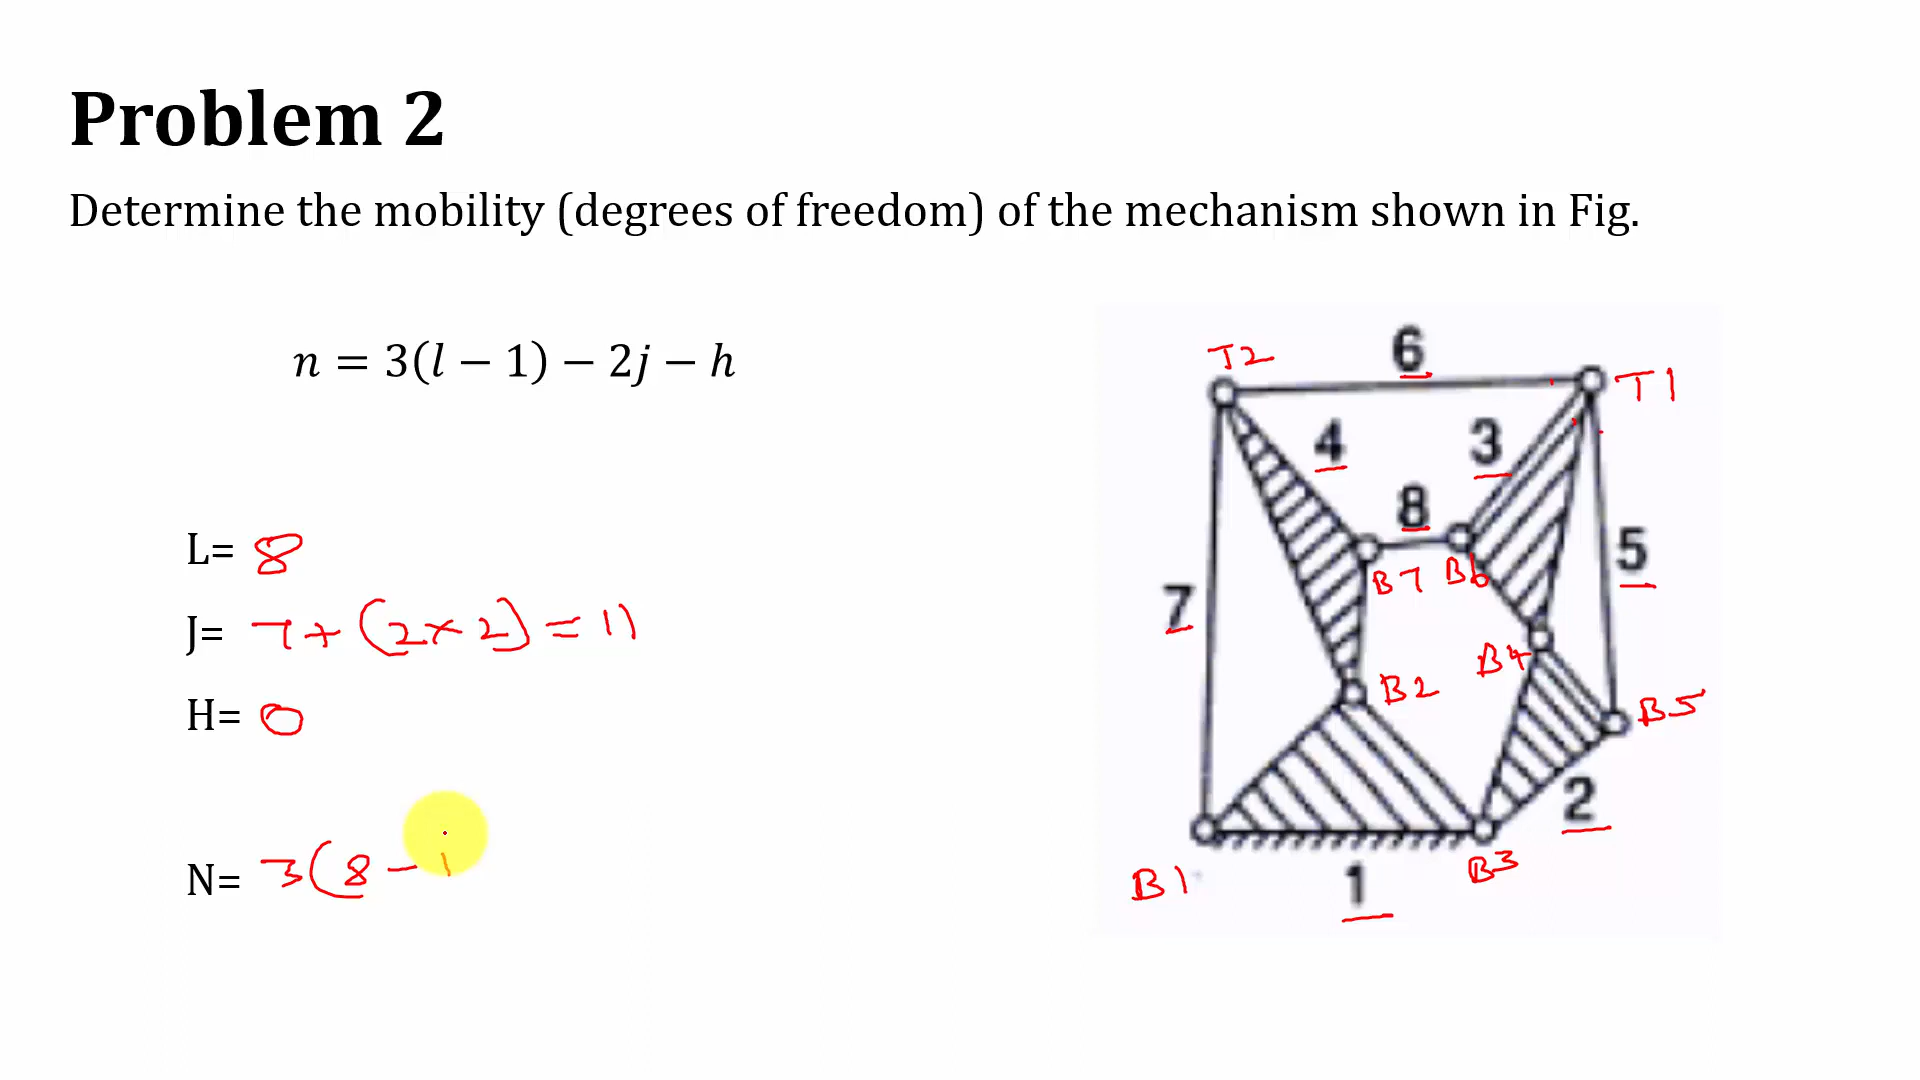 Problem 2
Determine the mobility (degrees of freedom) of the mechanism shown in Fig.
n = 3(l − 1) − 2j − h
L= 8
J= 7+(2×2)=11
H= 0
N= 3(8-1
T2
6
T1
4
3
8
5
B7
B6
7
B4
B2
B5
2
B1
1
B3